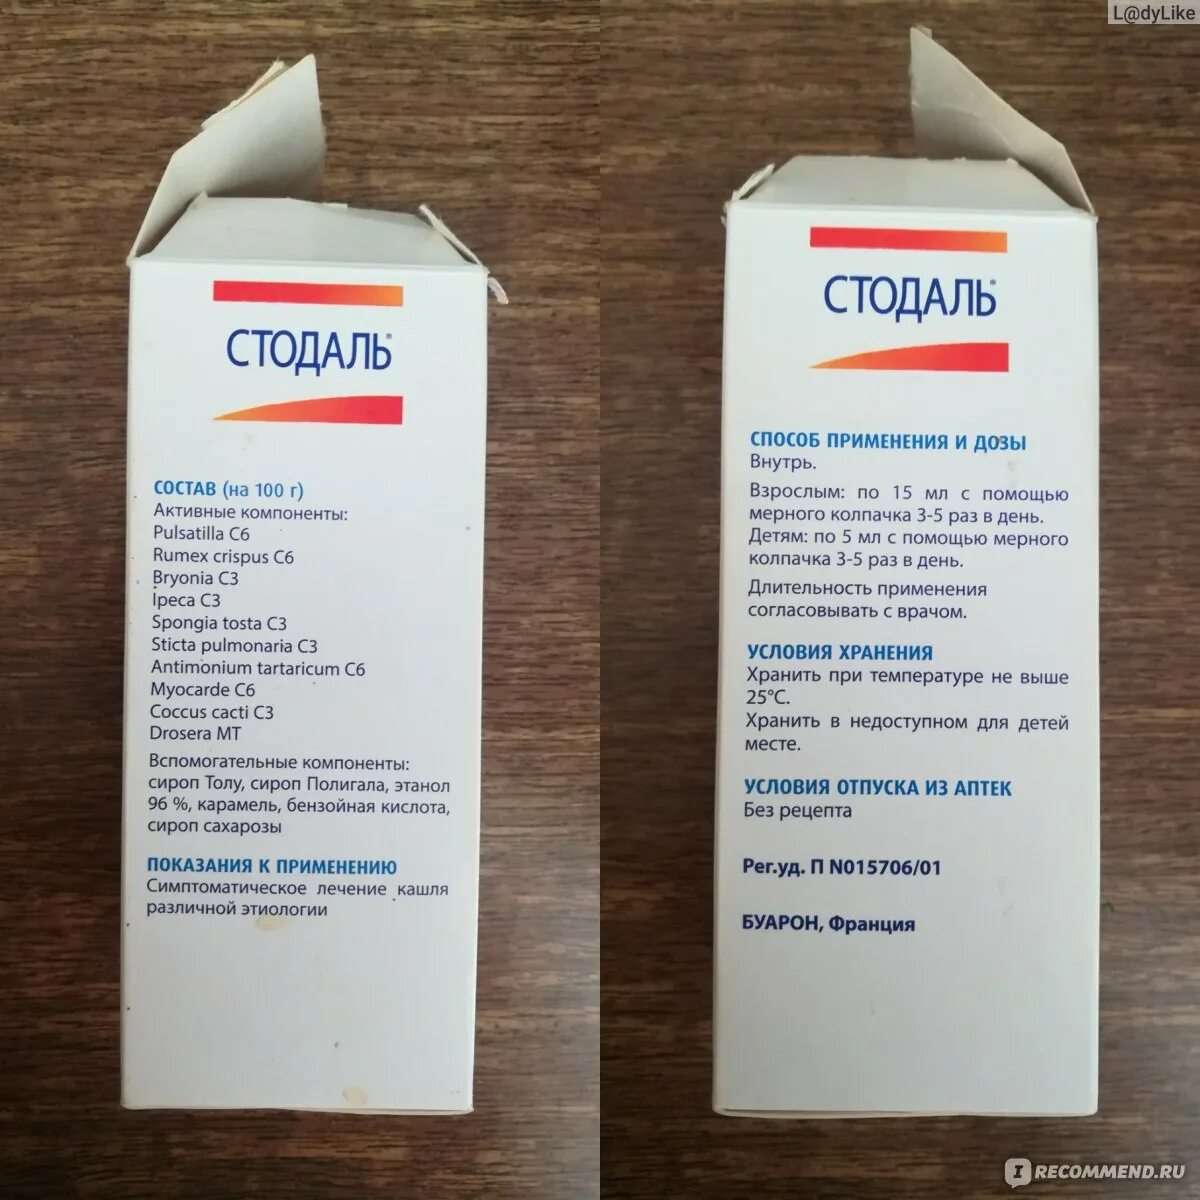 L@dyLike
СТОДАЛЬ®
СОСТАВ (на 100 г)
Активные компоненты:
Pulsatilla C6
Rumex crispus C6
Bryonia C3
Ipeca C3
Spongia tosta C3
Sticta pulmonaria C3
Antimonium tartaricum C6
Myocarde C6
Coccus cacti C3
Drosera MT
Вспомогательные компоненты:
сироп Толу, сироп Полигала, этанол
96 %, карамель, бензойная кислота,
сироп сахарозы
ПОКАЗАНИЯ К ПРИМЕНЕНИЮ
Симптоматическое лечение кашля
различной этиологии
СТОДАЛЬ®
СПОСОБ ПРИМЕНЕНИЯ И ДОЗЫ
Внутрь.
Взрослым: по 15 мл с помощью
мерного колпачка 3-5 раз в день.
Детям: по 5 мл с помощью мерного
колпачка 3-5 раз в день.
Длительность применения
согласовывать с врачом.
УСЛОВИЯ ХРАНЕНИЯ
Хранить при температуре не выше
25°С.
Хранить в недоступном для детей
месте.
УСЛОВИЯ ОТПУСКА ИЗ АПТЕК
Без рецепта
Рег.уд. П N015706/01
БУАРОН, Франция
I RECOMMEND.RU